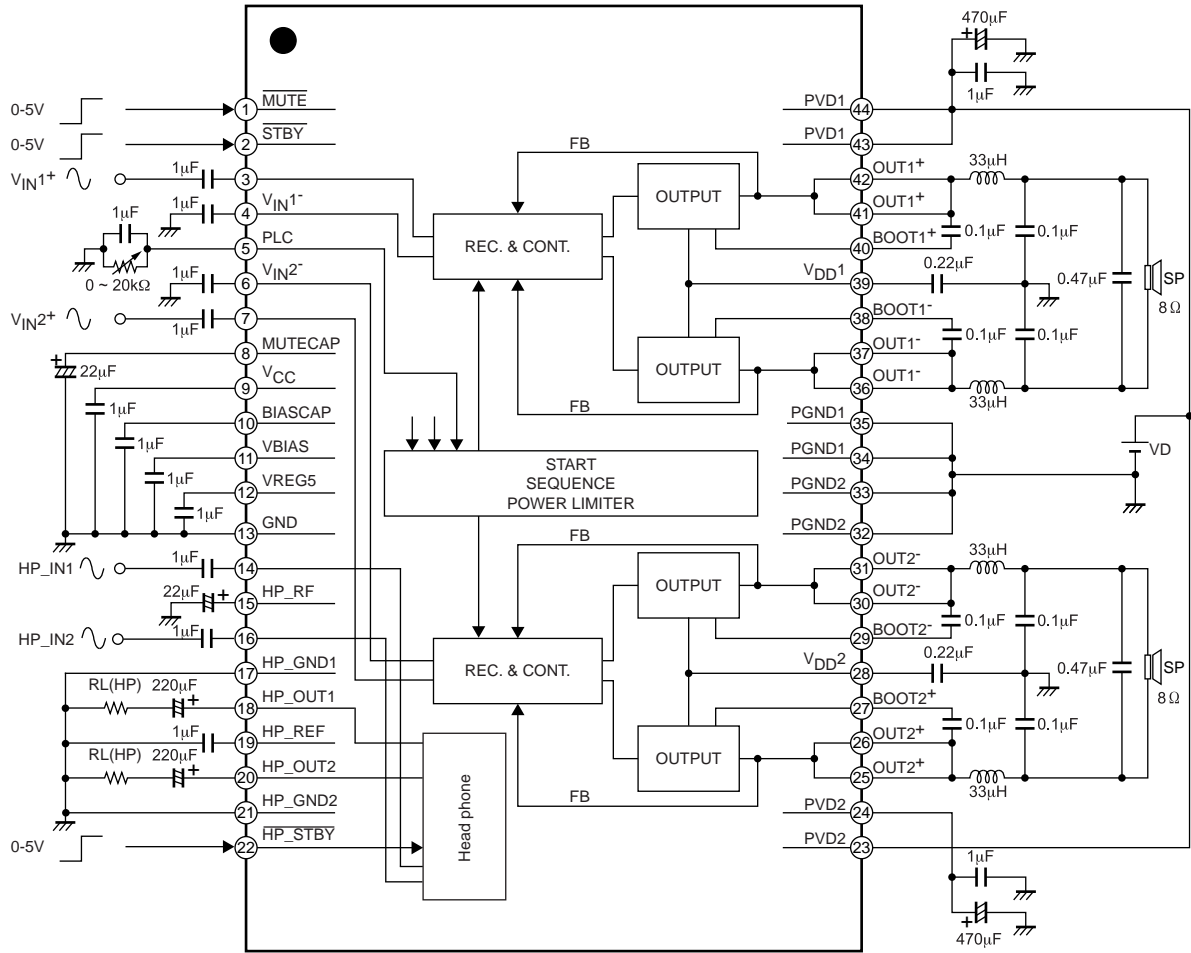 470μF
+
1μF
0-5V
1
MUTE
PVD1
44
0-5V
2
STBY
PVD1
43
FB
VIN1+
1μF
3
OUTPUT
42
OUT1+
33μH
1μF
4
VIN1-
REC. & CONT.
41
OUT1+
0.1μF
0.1μF
1μF
5
PLC
40
BOOT1+
0 ~ 20kΩ
1μF
6
VIN2-
VDD1
39
0.22μF
0.47μF
SP
8Ω
VIN2+
1μF
7
38
BOOT1-
0.1μF
0.1μF
+
22μF
8
MUTECAP
OUTPUT
37
OUT1-
9
VCC
FB
36
OUT1-
33μH
1μF
10
BIASCAP
PGND1
35
1μF
11
VBIAS
START
SEQUENCE
POWER LIMITER
PGND1
34
VD
1μF
12
VREG5
PGND2
33
1μF
13
GND
PGND2
32
FB
HP_IN1
1μF
14
OUTPUT
31
OUT2-
33μH
22μF
+
15
HP_RF
30
OUT2-
0.1μF
0.1μF
HP_IN2
1μF
16
REC. & CONT.
29
BOOT2-
17
HP_GND1
VDD2
28
0.22μF
0.47μF
SP
8Ω
RL(HP)
220μF
+
18
HP_OUT1
27
BOOT2+
0.1μF
0.1μF
1μF
19
HP_REF
OUTPUT
26
OUT2+
RL(HP)
220μF
+
20
HP_OUT2
25
OUT2+
33μH
FB
21
HP_GND2
PVD2
24
0-5V
22
HP_STBY
Head phone
PVD2
23
1μF
+
470μF